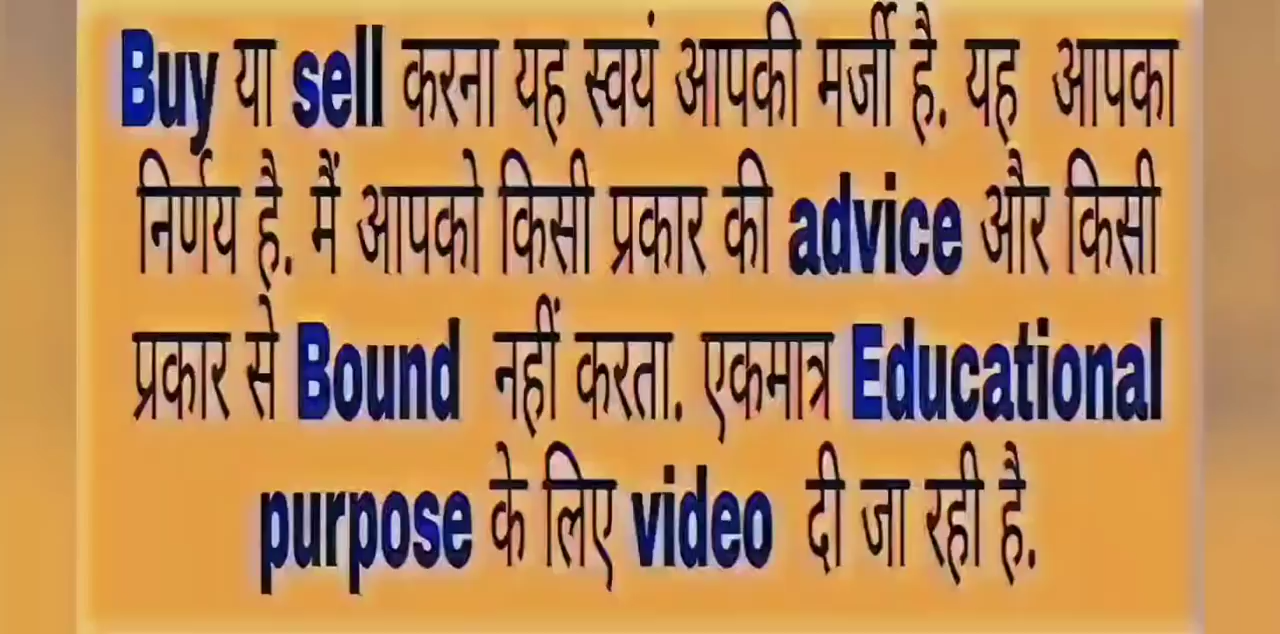 Buy या sell करना यह स्वयं आपकी मर्जी है. यह आपका
निर्णय है. मैं आपको किसी प्रकार की advice और किसी
प्रकार से Bound नहीं करता. एकमात्र Educational
purpose के लिए video दी जा रही है.